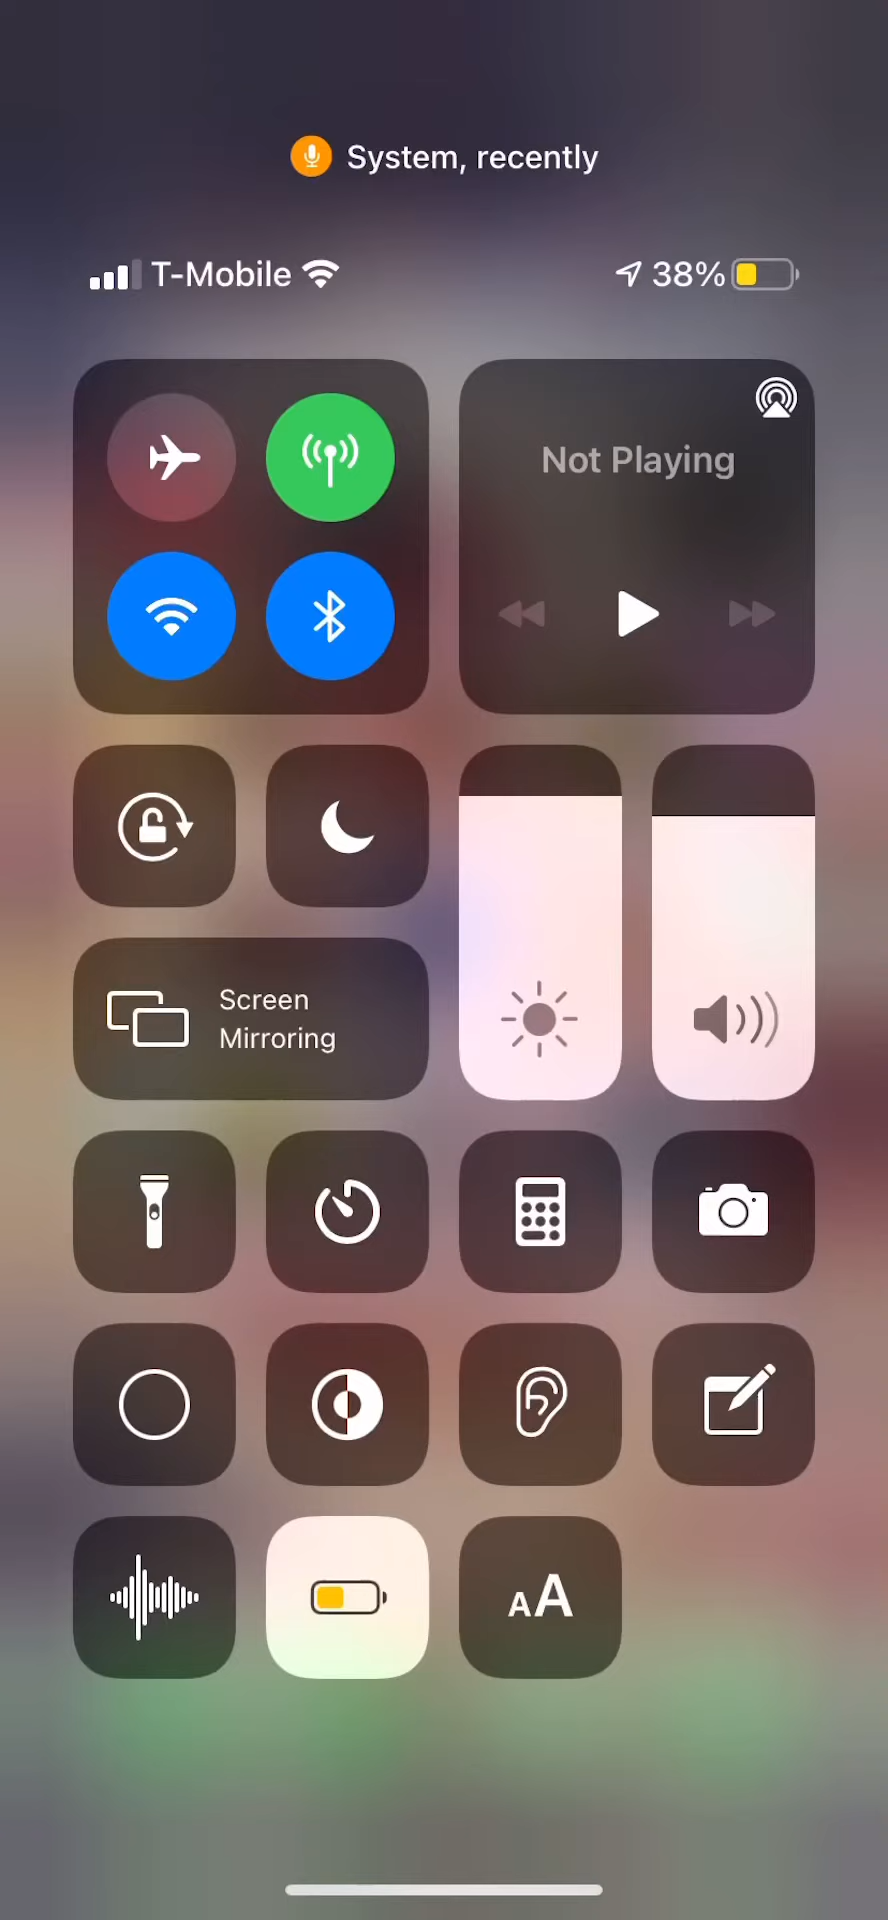 System, recently
T-Mobile 38%
Not Playing
Screen
Mirroring
AA